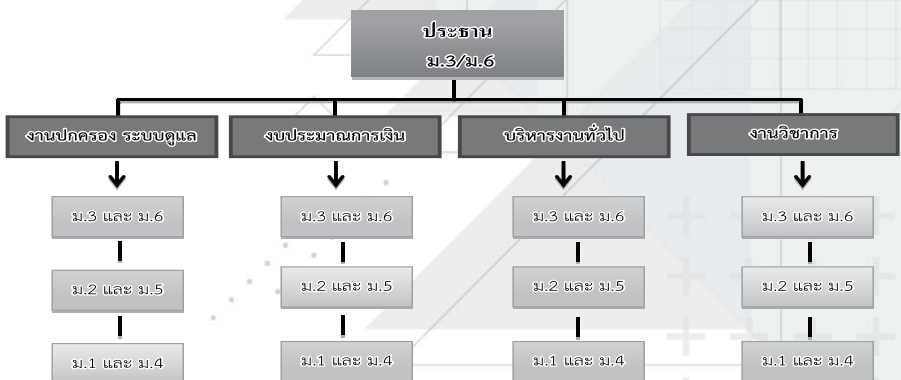 ประธาน
ม.3/ม.6
งานปกครอง ระบบดูแล
งบประมาณการเงิน
บริหารงานทั่วไป
งานวิชาการ
ม.3 และ ม.6
ม.3 และ ม.6
ม.3 และ ม.6
ม.3 และ ม.6
ม.2 และ ม.5
ม.2 และ ม.5
ม.2 และ ม.5
ม.2 และ ม.5
ม.1 และ ม.4
ม.1 และ ม.4
ม.1 และ ม.4
ม.1 และ ม.4